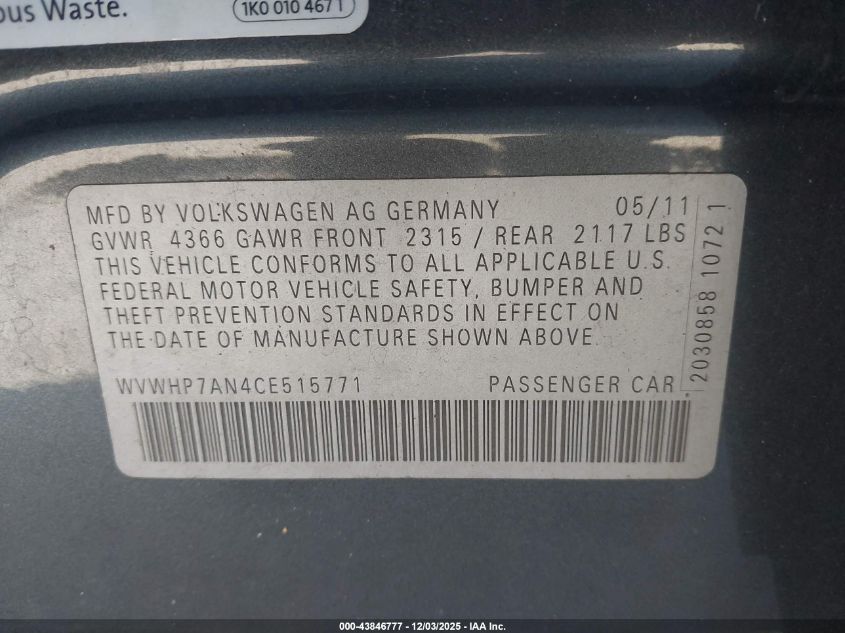 ous Waste.
1K0 010 467 1
MFD BY VOLKSWAGEN AG GERMANY 05/11
GVWR 4366 GAWR FRONT 2315 / REAR 2117 LBS
THIS VEHICLE CONFORMS TO ALL APPLICABLE U.S.
FEDERAL MOTOR VEHICLE SAFETY, BUMPER AND
THEFT PREVENTION STANDARDS IN EFFECT ON
THE DATE OF MANUFACTURE SHOWN ABOVE.
WVWHP7AN4CE515771 PASSENGER CAR
2030858 1072 1
000-43846777 - 12/03/2025 - IAA Inc.